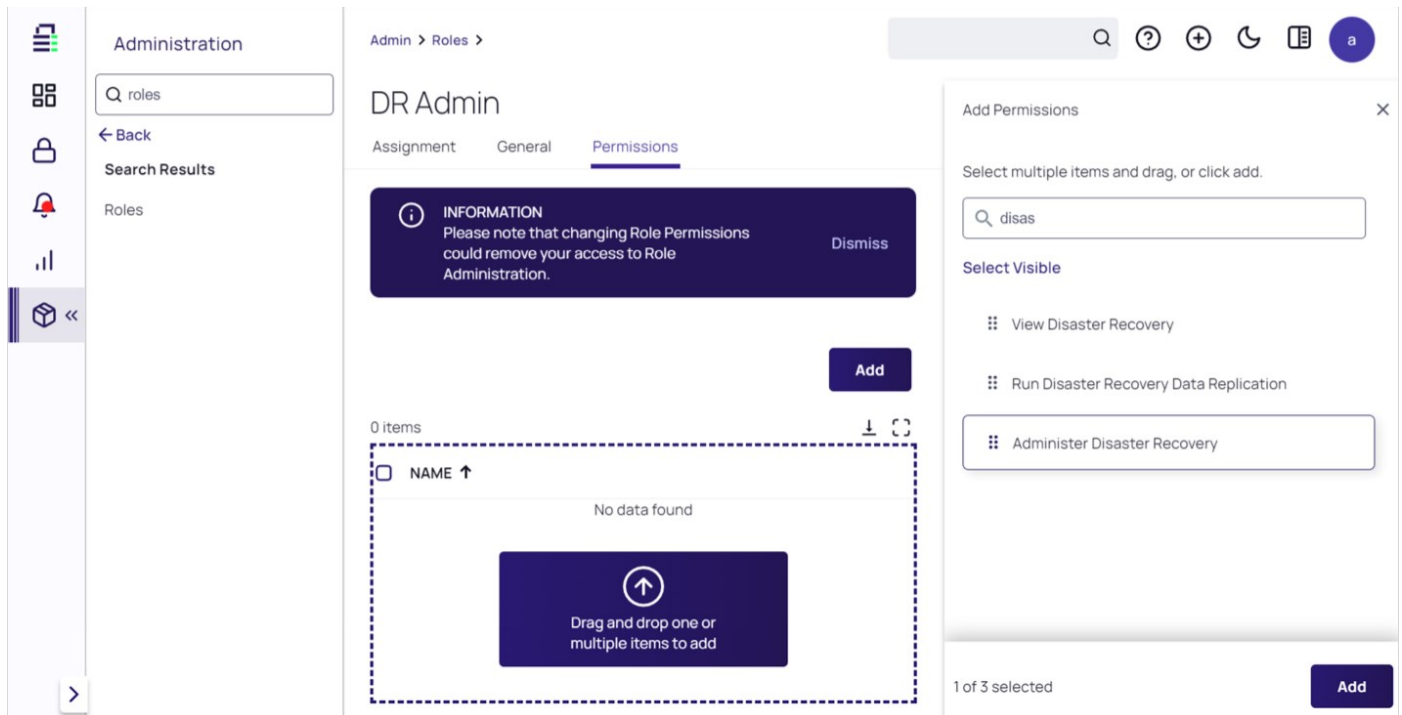 Administration
roles
Back
Search Results
Roles
Admin > Roles >
a
DR Admin
Assignment General Permissions
INFORMATION
Please note that changing Role Permissions
could remove your access to Role
Administration.
Dismiss
Add
0 items
NAME
No data found
Drag and drop one or
multiple items to add
Add Permissions
Select multiple items and drag, or click add.
disas
Select Visible
View Disaster Recovery
Run Disaster Recovery Data Replication
Administer Disaster Recovery
1 of 3 selected
Add